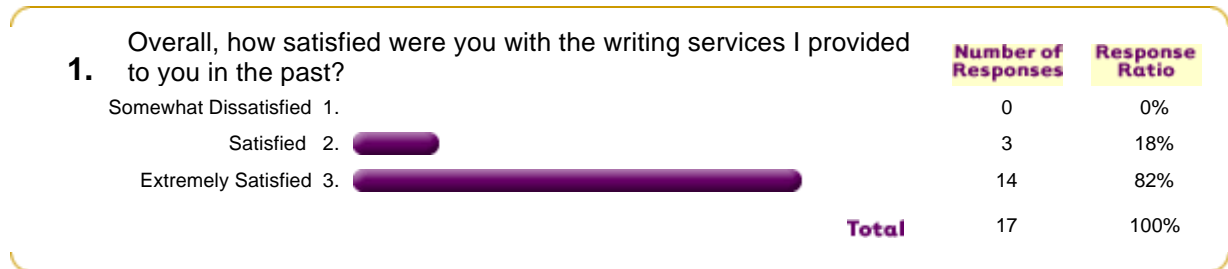 1. Overall, how satisfied were you with the writing services I provided
to you in the past?
Number of
Responses
Response
Ratio
Somewhat Dissatisfied 1. 0 0%
Satisfied 2. 3 18%
Extremely Satisfied 3. 14 82%
Total 17 100%